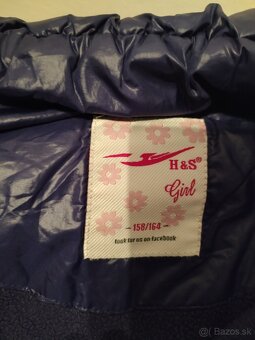 H&S®
Girl
- 158/164 -
look for us on facebook
Bazos.sk